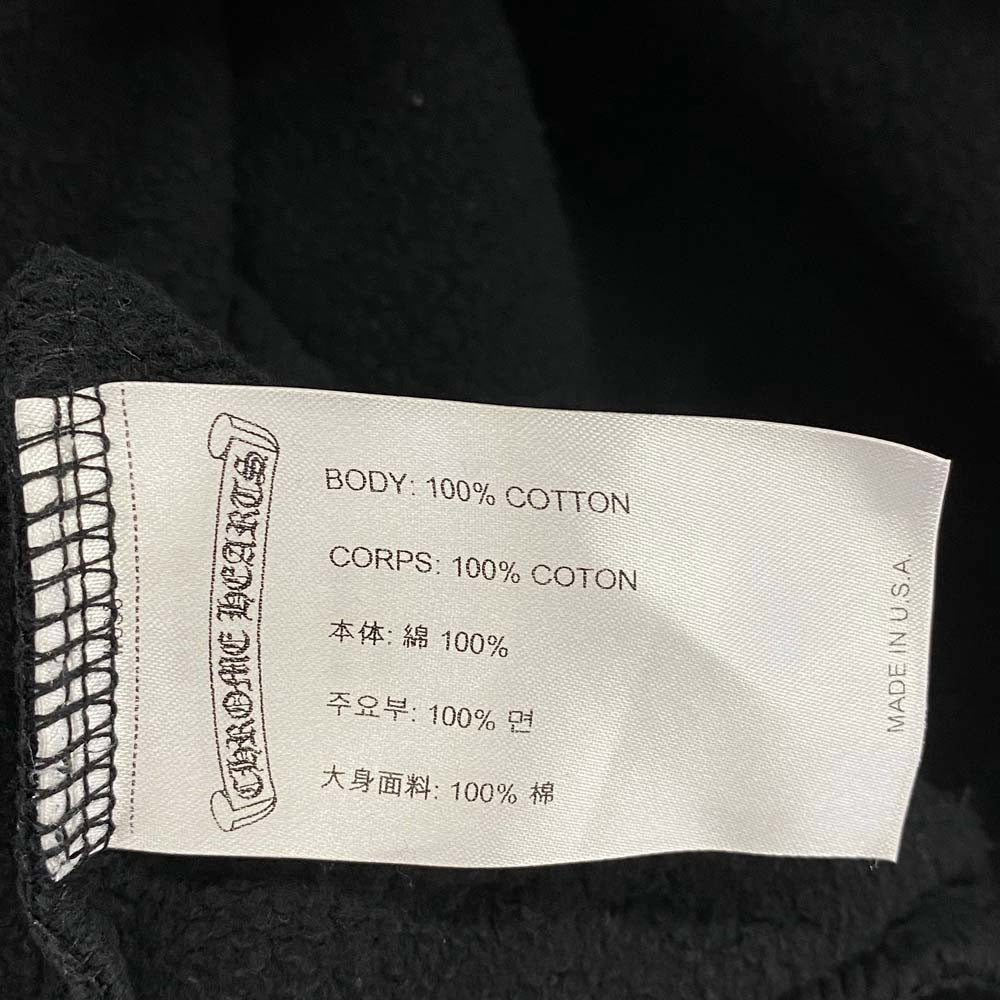 CHROME HEARTS
BODY: 100% COTTON
CORPS: 100% COTON
本体: 綿 100%
주요부: 100% 면
大身面料: 100% 棉
MADE IN U.S.A